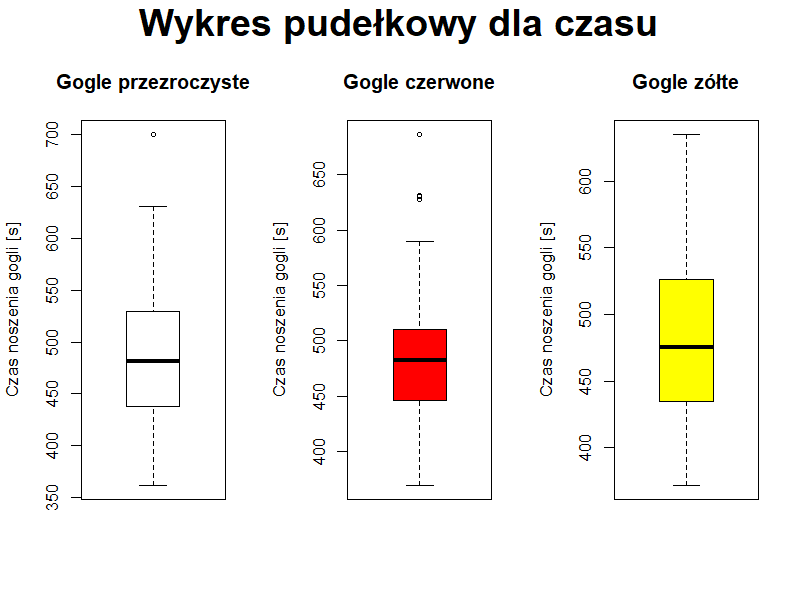 Wykres pudełkowy dla czasu
Gogle przezroczyste
Czas noszenia gogli [s]
700
650
600
550
500
450
400
350
Gogle czerwone
Czas noszenia gogli [s]
650
600
550
500
450
400
Gogle zółte
Czas noszenia gogli [s]
600
550
500
450
400